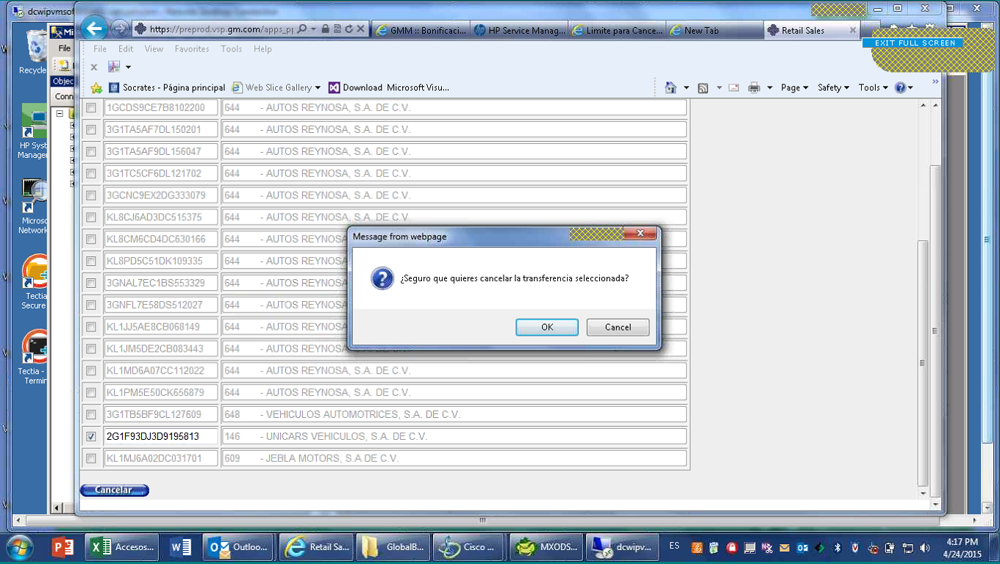 dcwipvmsof
EXIT FULL SCREEN
https://preprod.vsp.gm.com/apps_pr
GMM :: Bonificaci...
HP Service Manag...
Limite para Cance...
New Tab
Retail Sales
File Edit View Favorites Tools Help
Socrates - Página principal
Web Slice Gallery
Download Microsoft Visu...
Page Safety Tools
Recycle
HP Syst
Manager
Tectia
Secure
Tectia -
Termin
Mi
File
Objec
Conn
1GCDS9CE7B8102200 644 - AUTOS REYNOSA, S.A. DE C.V.
3G1TA5AF7DL150201 644 - AUTOS REYNOSA, S.A. DE C.V.
3G1TA5AF9DL156047 644 - AUTOS REYNOSA, S.A. DE C.V.
3G1TC5CF6DL121702 644 - AUTOS REYNOSA, S.A. DE C.V.
3GCNC9EX2DG333079 644 - AUTOS REYNOSA, S.A. DE C.V.
KL8CJ6AD3DC515375 644 - AUTOS REYNOSA, S.A. DE C.V.
KL8CM6CD4DC630166 644 - AUTOS REYNOSA
KL8PD5C51DK109335 644 - AUTOS REYNOSA
3GNAL7EC1BS553329 644 - AUTOS REYNOSA
3GNFL7E58DS512027 644 - AUTOS REYNOSA
KL1JJ5AE8CB068149 644 - AUTOS REYNOSA
KL1JM5DE2CB083443 644 - AUTOS REYNOSA, S.A. DE C.V.
KL1MD6A07CC112022 644 - AUTOS REYNOSA, S.A. DE C.V.
KL1PM5E50CK656879 644 - AUTOS REYNOSA, S.A. DE C.V.
3G1TB5BF9CL127609 648 - VEHICULOS AUTOMOTRICES, S.A. DE C.V.
2G1F93DJ3D9195813 146 - UNICARS VEHICULOS, S.A. DE C.V.
KL1MJ6A02DC031701 609 - JEBLA MOTORS, S.A DE C.V.
Message from webpage
¿Seguro que quieres cancelar la transferencia seleccionada?
OK Cancel
Cancelar
Accesos...
Outloo...
Retail Sa...
GlobalB...
Cisco ...
MXODS...
dcwipv...
ES
4:17 PM
4/24/2015